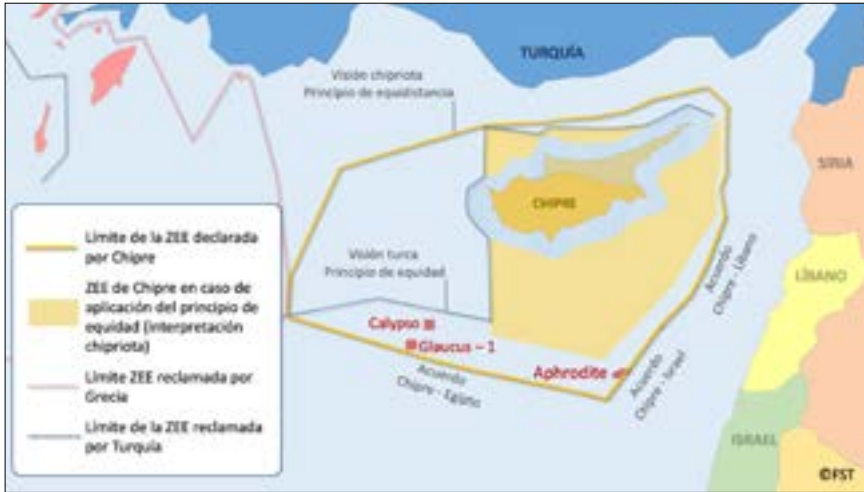 TURQUÍA
Visión chipriota
Principio de equidistancia
SIRIA
CHIPRE
Límite de la ZEE declarada
por Chipre
Visión turca
Principio de equidad
Acuerdo
Chipre - Líbano
LÍBANO
ZEE de Chipre en caso de
aplicación del principio de
equidad (interpretación
chipriota)
Calypso
Glaucus – 1
Acuerdo
Chipre - Egipto
Aphrodite
Acuerdo
Chipre - Israel
Límite ZEE reclamada por
Grecia
Límite de la ZEE reclamada
por Turquía
ISRAEL
©FST